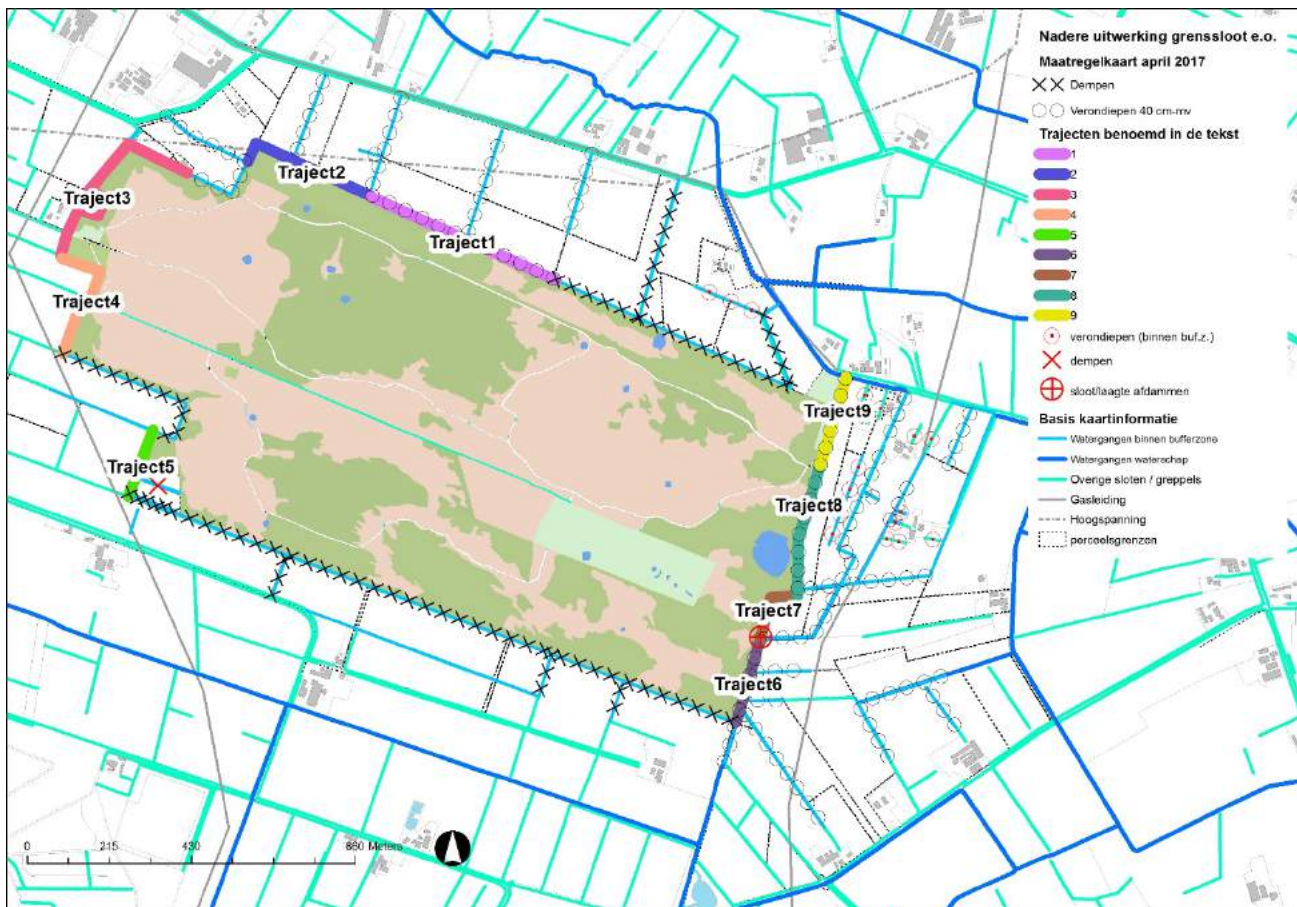 Nadere uitwerking grenssloot e.o.
Maatregelkaart april 2017
Dempen
Verondiepen 40 cm-mv
Trajecten benoemd in de tekst
1
2
3
4
5
6
7
8
9
verondiepen (binnen buf.z.)
dempen
sloot/laagte afdammen
Basis kaartinformatie
Watergangen binnen bufferzone
Watergangen waterschap
Overige sloten / greppels
Gasleiding
Hoogspanning
perceelsgrenzen
Traject2
Traject3
Traject1
Traject4
Traject9
Traject5
Traject8
Traject7
Traject6
0 215 430 860 Meters